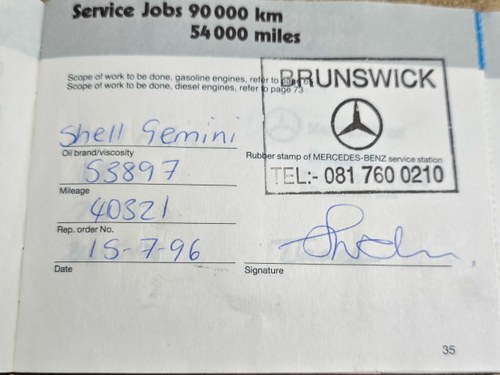 Service Jobs 90 000 km
54 000 miles
Scope of work to be done, gasoline engines, refer to
Scope of work to be done, diesel engines, refer to page 73
BRUNSWICK
Shell Gemini
Oil brand/viscosity
Rubber stamp of MERCEDES-BENZ service station
53897
TEL:- 081 760 0210
Mileage
40321
Rep. order No.
15-7-96
Date
Signature
35